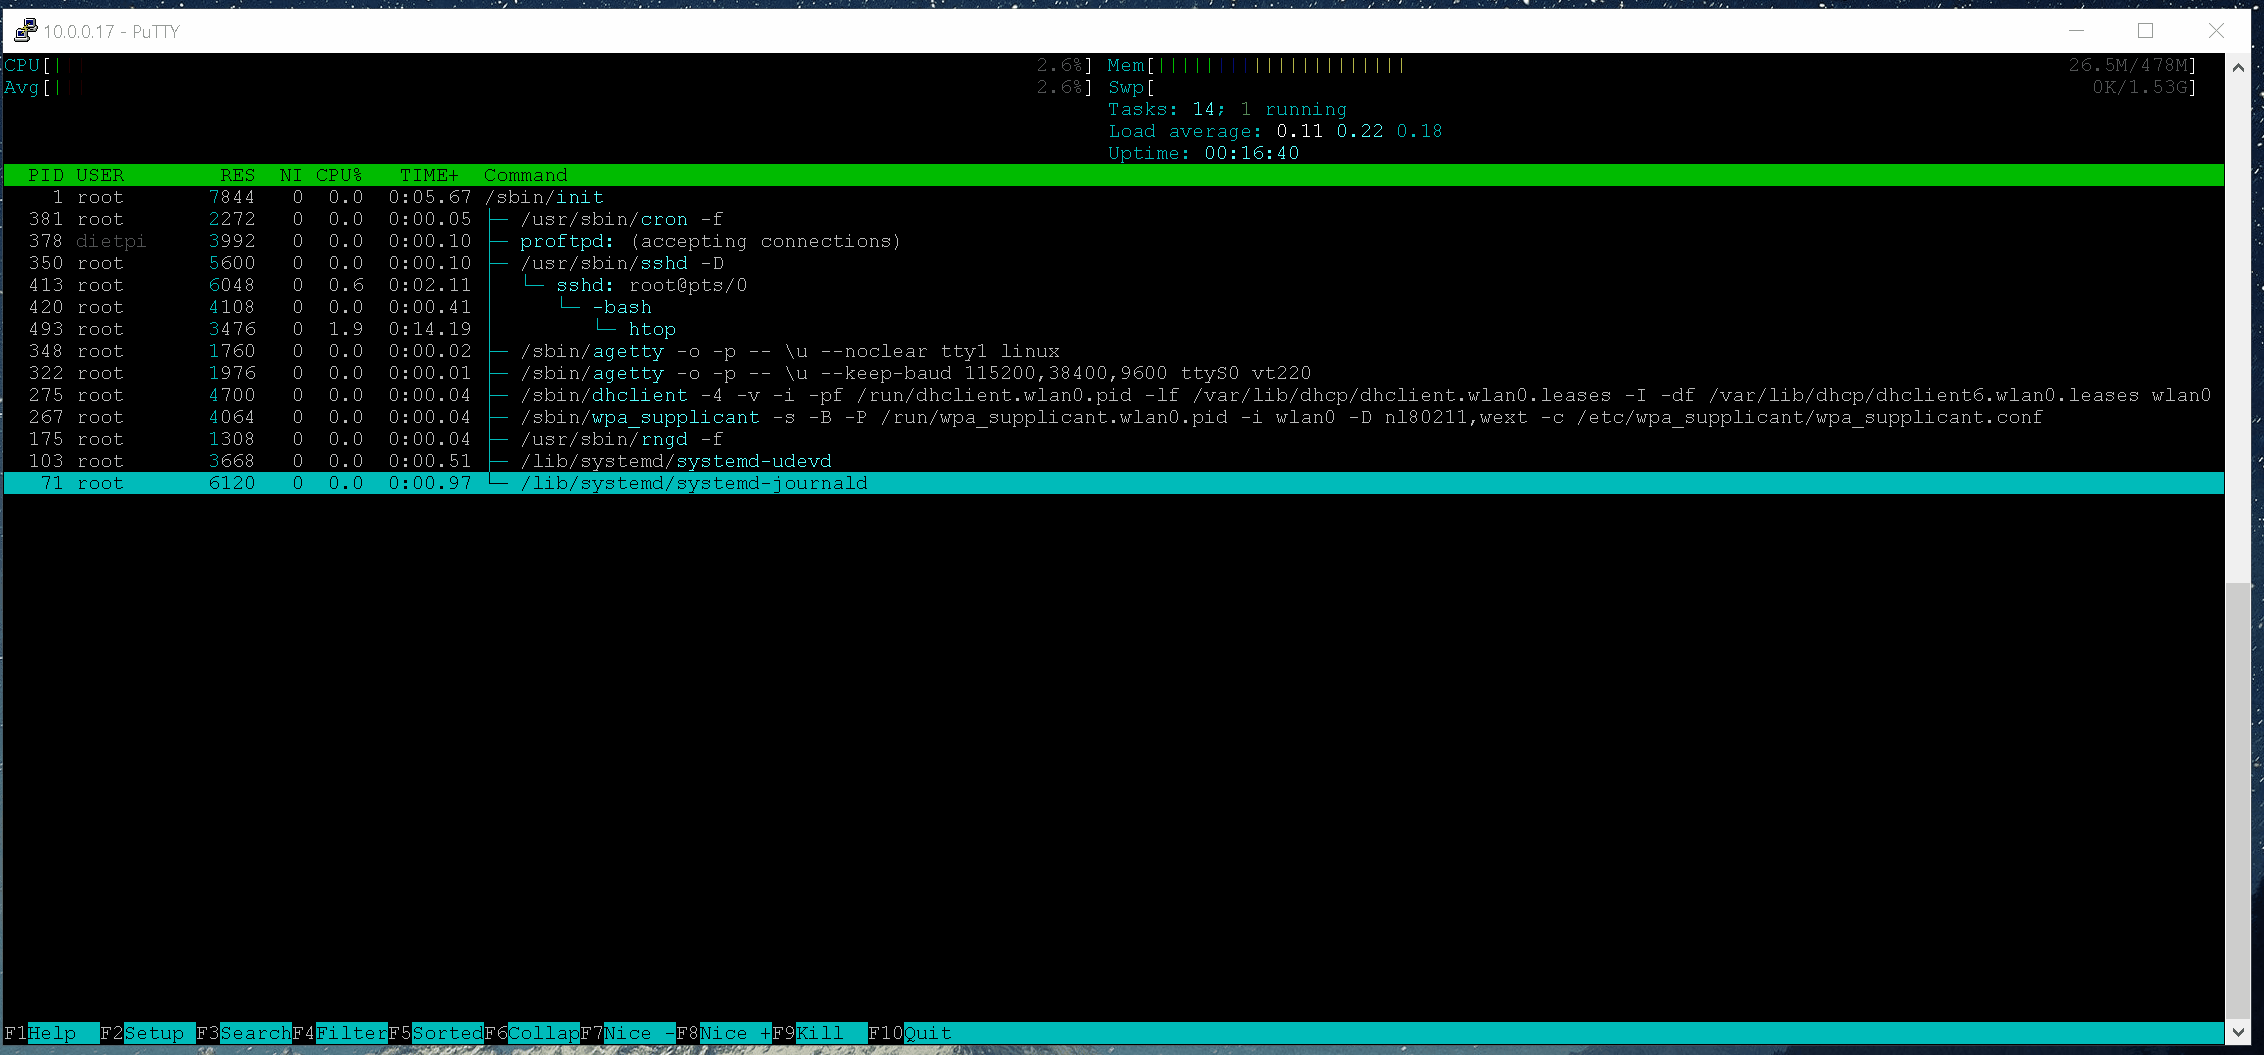 10.0.0.17 - PuTTY
CPU[| 2.6%] Mem[||||||||||||||||||||| 26.5M/478M]
Avg[| 2.6%] Swp[ 0K/1.53G]
Tasks: 14; 1 running
Load average: 0.11 0.22 0.18
Uptime: 00:16:40
PID USER RES NI CPU% TIME+ Command
1 root 7844 0 0.0 0:05.67 /sbin/init
381 root 2272 0 0.0 0:00.05 ├─ /usr/sbin/cron -f
378 dietpi 3992 0 0.0 0:00.10 ├─ proftpd: (accepting connections)
350 root 5600 0 0.0 0:00.10 ├─ /usr/sbin/sshd -D
413 root 6048 0 0.6 0:02.11 │ └─ sshd: root@pts/0
420 root 4108 0 0.0 0:00.41 │ └─ -bash
493 root 3476 0 1.9 0:14.19 │ └─ htop
348 root 1760 0 0.0 0:00.02 ├─ /sbin/agetty -o -p -- \u --noclear tty1 linux
322 root 1976 0 0.0 0:00.01 ├─ /sbin/agetty -o -p -- \u --keep-baud 115200,38400,9600 ttyS0 vt220
275 root 4700 0 0.0 0:00.04 ├─ /sbin/dhclient -4 -v -i -pf /run/dhclient.wlan0.pid -lf /var/lib/dhcp/dhclient.wlan0.leases -I -df /var/lib/dhcp/dhclient6.wlan0.leases wlan0
267 root 4064 0 0.0 0:00.04 ├─ /sbin/wpa_supplicant -s -B -P /run/wpa_supplicant.wlan0.pid -i wlan0 -D nl80211,wext -c /etc/wpa_supplicant/wpa_supplicant.conf
175 root 1308 0 0.0 0:00.04 ├─ /usr/sbin/rngd -f
103 root 3668 0 0.0 0:00.51 ├─ /lib/systemd/systemd-udevd
71 root 6120 0 0.0 0:00.97 └─ /lib/systemd/systemd-journald
F1Help F2Setup F3SearchF4FilterF5SortedF6CollapF7Nice -F8Nice +F9Kill F10Quit